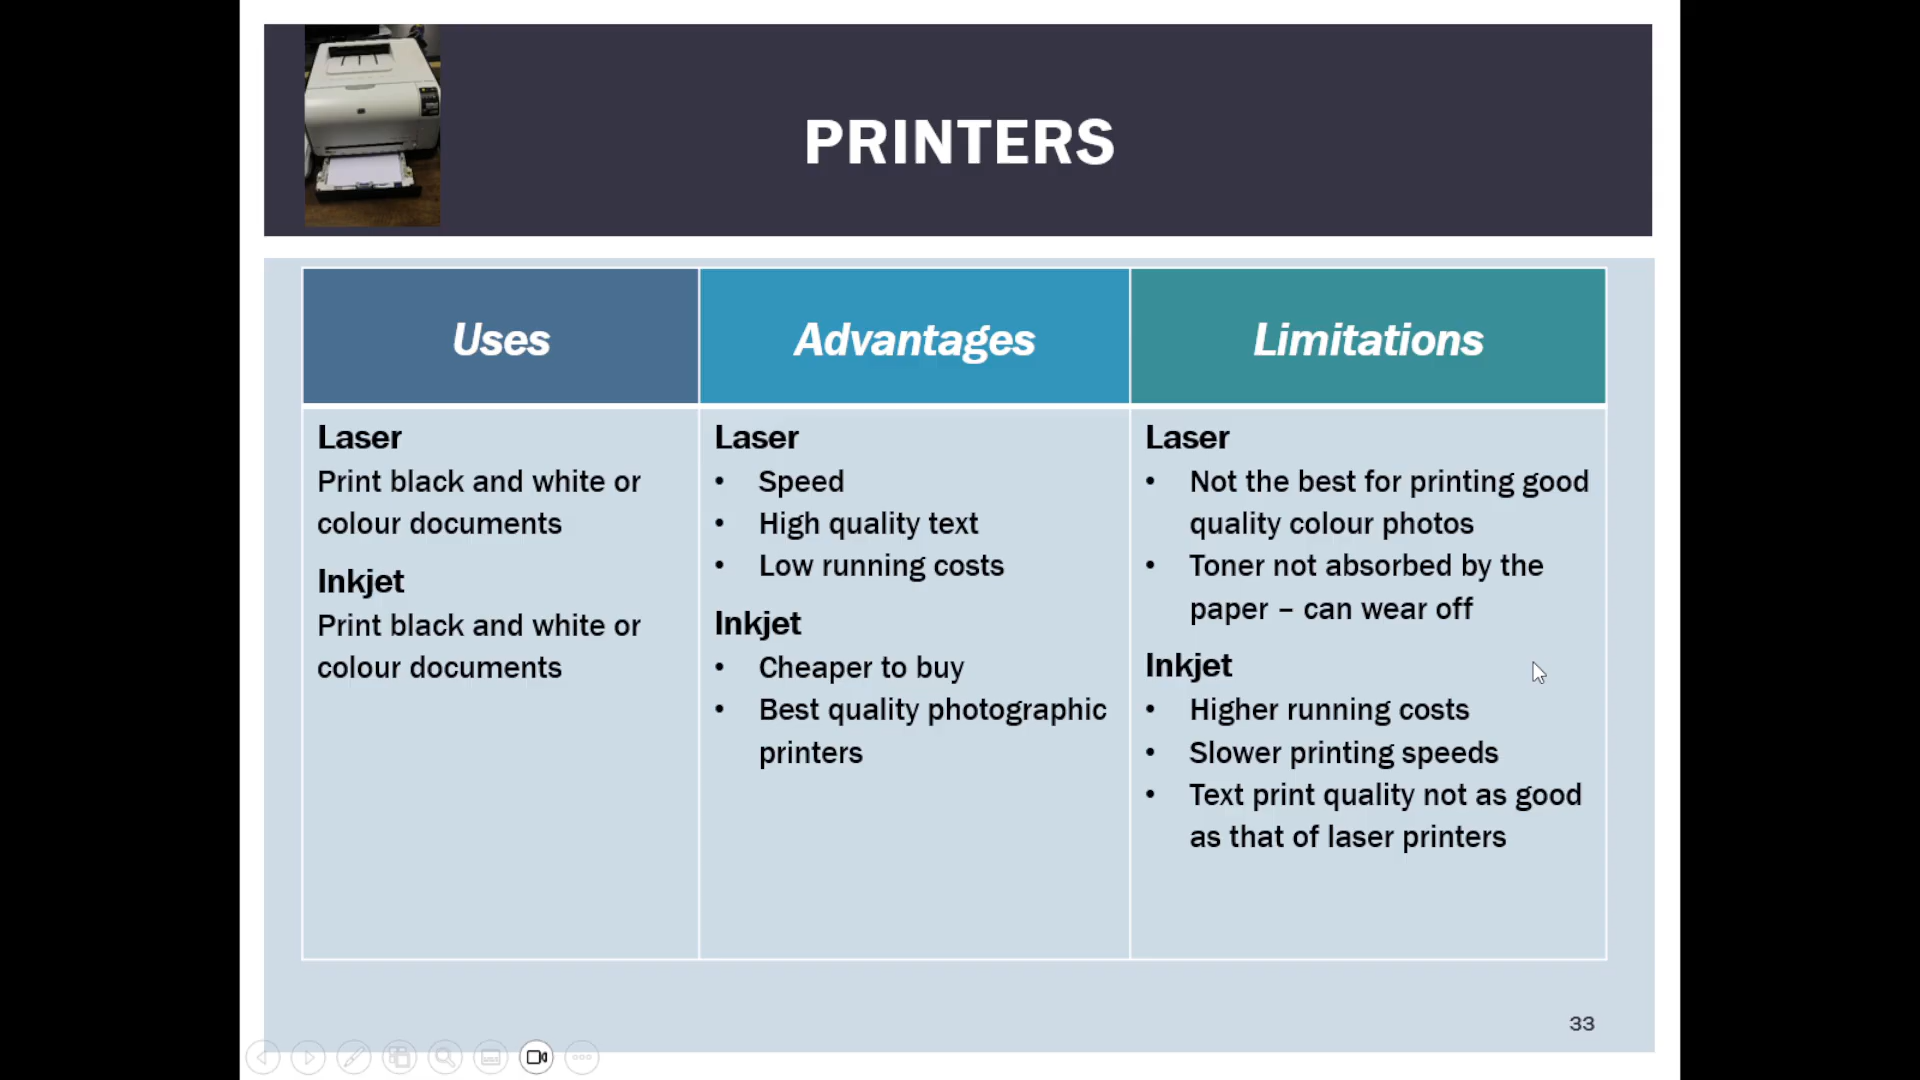 PRINTERS
Uses
Advantages
Limitations
Laser
Print black and white or
colour documents
Inkjet
Print black and white or
colour documents
Laser
• Speed
• High quality text
• Low running costs
Inkjet
• Cheaper to buy
• Best quality photographic
printers
Laser
• Not the best for printing good
quality colour photos
• Toner not absorbed by the
paper – can wear off
Inkjet
• Higher running costs
• Slower printing speeds
• Text print quality not as good
as that of laser printers
33